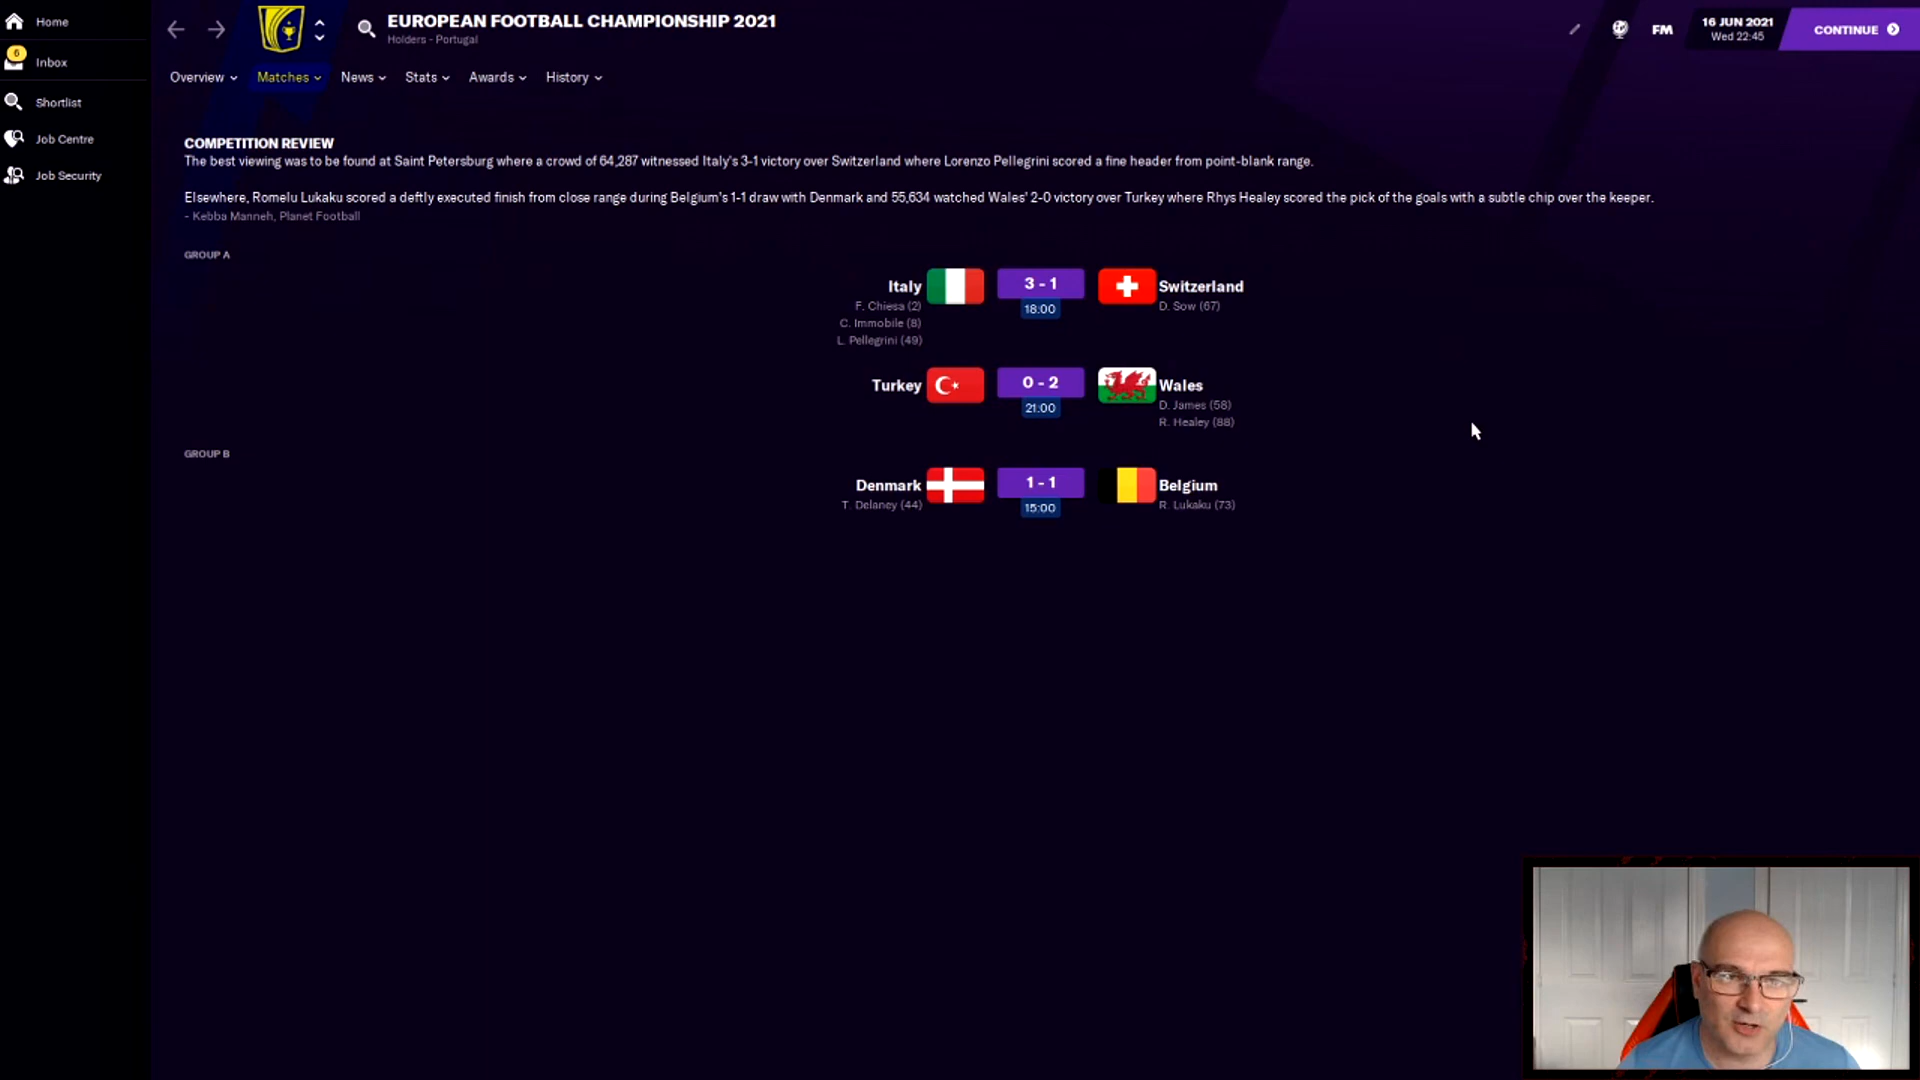 Home
6
Inbox
Shortlist
Job Centre
Job Security
EUROPEAN FOOTBALL CHAMPIONSHIP 2021
Holders - Portugal
FM
16 JUN 2021
Wed 22:45
CONTINUE
Overview
Matches
News
Stats
Awards
History
COMPETITION REVIEW
The best viewing was to be found at Saint Petersburg where a crowd of 64,287 witnessed Italy's 3-1 victory over Switzerland where Lorenzo Pellegrini scored a fine header from point-blank range.
Elsewhere, Romelu Lukaku scored a deftly executed finish from close range during Belgium's 1-1 draw with Denmark and 55,634 watched Wales' 2-0 victory over Turkey where Rhys Healey scored the pick of the goals with a subtle chip over the keeper.
- Kebba Manneh, Planet Football
GROUP A
Italy 3 - 1 Switzerland
F. Chiesa (2) 18:00 D. Sow (67)
C. Immobile (8)
L. Pellegrini (49)
Turkey 0 - 2 Wales
21:00 D. James (58)
R. Healey (88)
GROUP B
Denmark 1 - 1 Belgium
T. Delaney (44) 15:00 R. Lukaku (73)